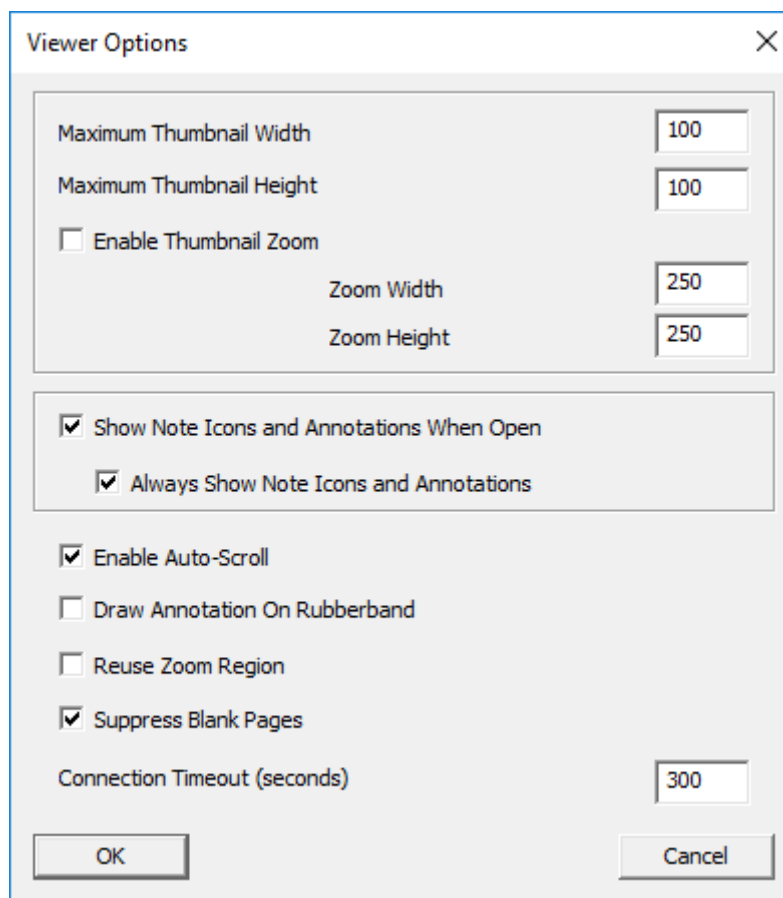 Viewer Options
Maximum Thumbnail Width 100
Maximum Thumbnail Height 100
Enable Thumbnail Zoom
Zoom Width 250
Zoom Height 250
Show Note Icons and Annotations When Open
Always Show Note Icons and Annotations
Enable Auto-Scroll
Draw Annotation On Rubberband
Reuse Zoom Region
Suppress Blank Pages
Connection Timeout (seconds) 300
OK Cancel